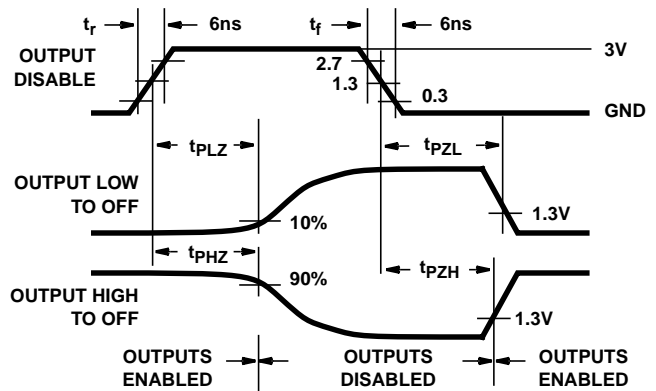 tr 6ns tf 6ns
OUTPUT
DISABLE
3V
2.7
1.3
0.3
GND
tPLZ tPZL
OUTPUT LOW
TO OFF
10%
1.3V
tPHZ tPZH
90%
OUTPUT HIGH
TO OFF
1.3V
OUTPUTS
ENABLED
OUTPUTS
DISABLED
OUTPUTS
ENABLED